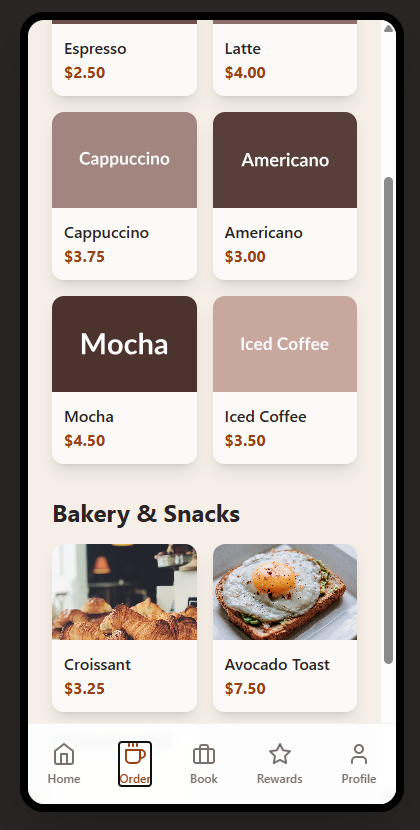 Espresso
$2.50
Latte
$4.00
Cappuccino
Cappuccino
$3.75
Americano
Americano
$3.00
Mocha
Mocha
$4.50
Iced Coffee
Iced Coffee
$3.50
Bakery & Snacks
Croissant
$3.25
Avocado Toast
$7.50
Home
Order
Book
Rewards
Profile